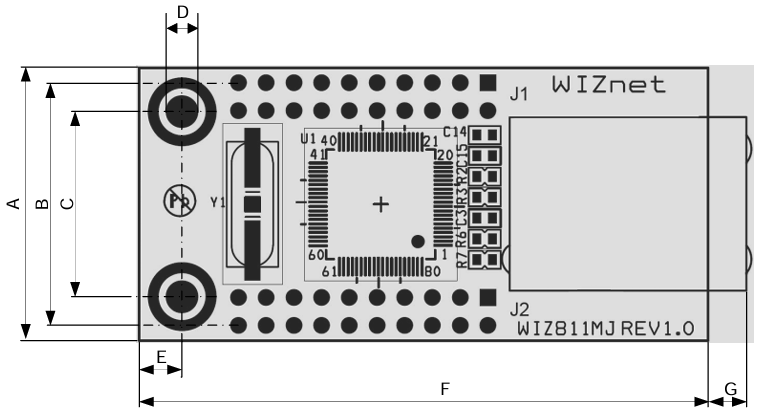 D
WIZnet
J1
C14
U1 40 21
41 20
C15
R2
A B C Pb Y1 R3
C3
R6
60 1
R7
61 80
J2
WIZ811MJ REV1.0
E F G